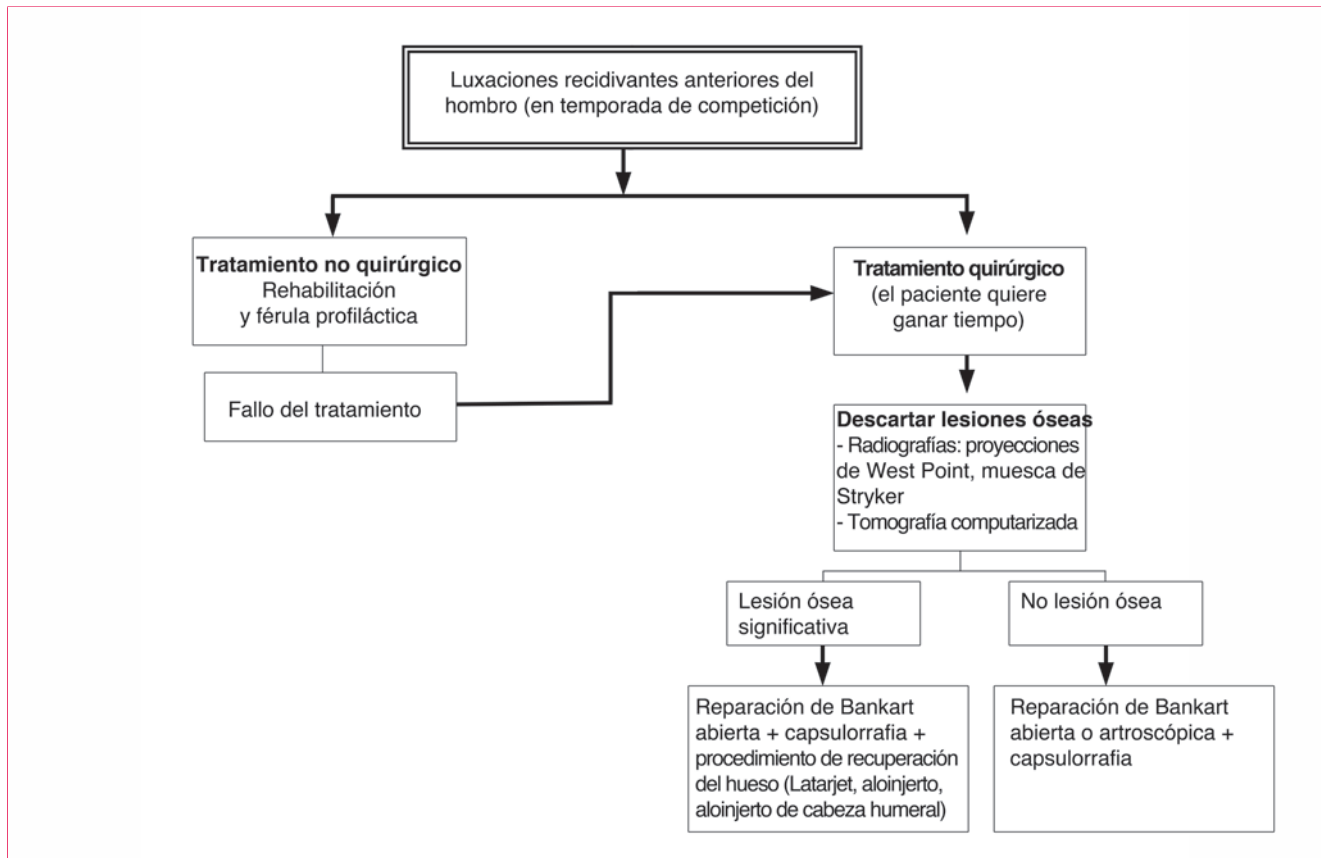 Luxaciones recidivantes anteriores del
hombro (en temporada de competición)
Tratamiento no quirúrgico
Rehabilitación
y férula profiláctica
Fallo del tratamiento
Tratamiento quirúrgico
(el paciente quiere
ganar tiempo)
Descartar lesiones óseas
- Radiografías: proyecciones
de West Point, muesca de
Stryker
- Tomografía computarizada
Lesión ósea
significativa
No lesión ósea
Reparación de Bankart
abierta + capsulorrafia +
procedimiento de recuperación
del hueso (Latarjet, aloinjerto,
aloinjerto de cabeza humeral)
Reparación de Bankart
abierta o artroscópica +
capsulorrafia